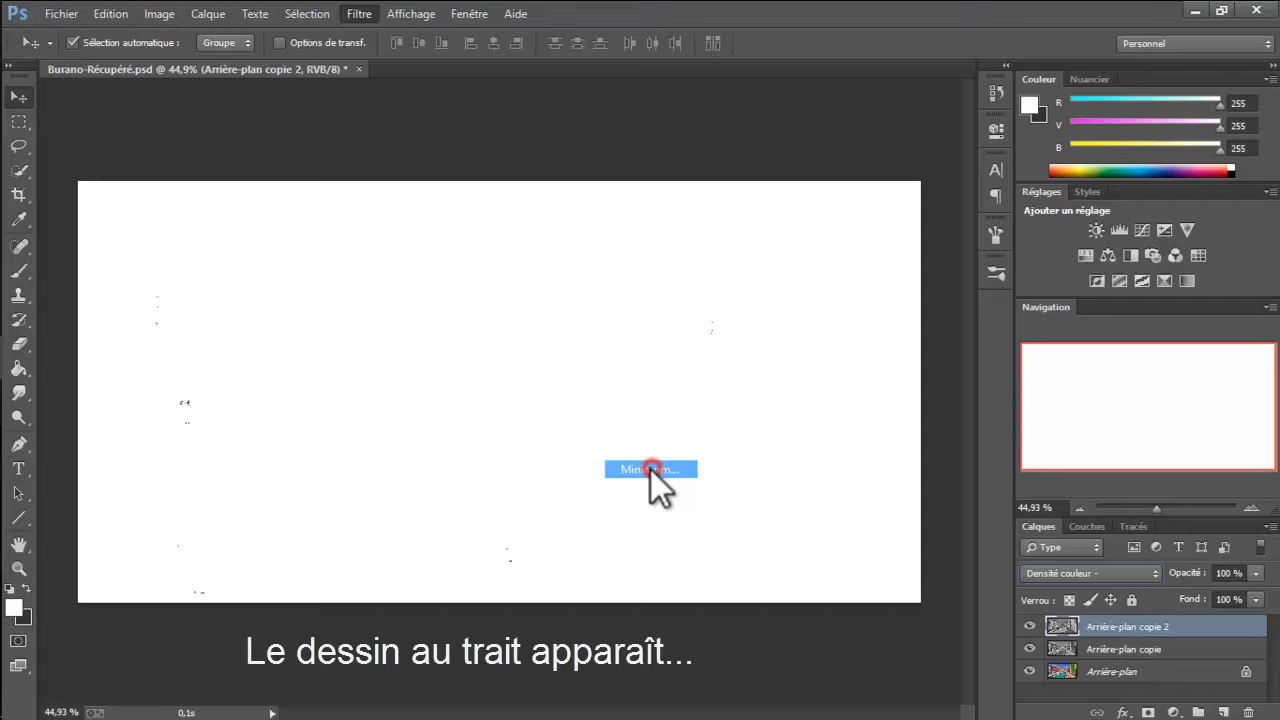 Ps Fichier Edition Image Calque Texte Sélection Filtre Affichage Fenêtre Aide
Sélection automatique : Groupe Options de transf. Personnel
Burano-Récupéré.psd @ 44,9% (Arrière-plan copie 2, RVB/8) * ×
Couleur Nuancier
R 255
V 255
B 255
Réglages Styles
Ajouter un réglage
Navigation
Minimum...
44,93 %
Calques Couches Tracés
Type
Densité couleur - Opacité : 100 %
Verrou : Fond : 100 %
Arrière-plan copie 2
Arrière-plan copie
Arrière-plan
Le dessin au trait apparaît...
44,93 % 0,1s